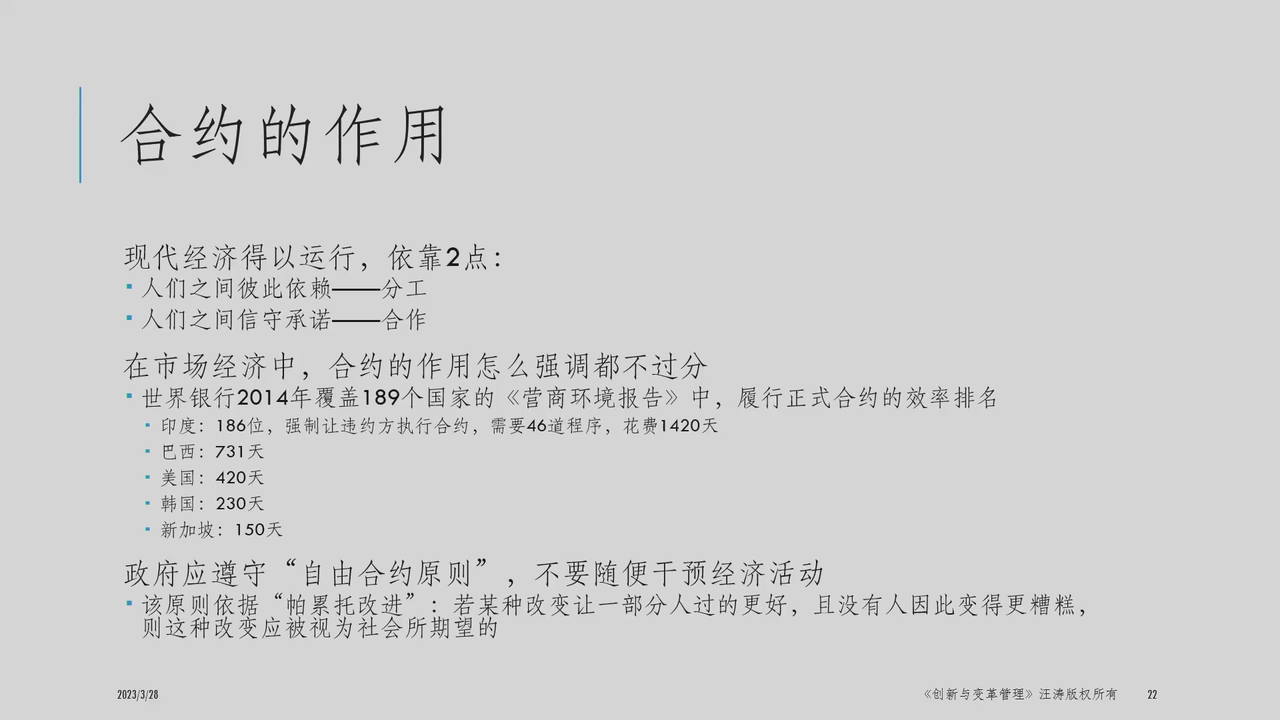 合约的作用
现代经济得以运行，依靠2点：
人们之间彼此依赖——分工
人们之间信守承诺——合作
在市场经济中，合约的作用怎么强调都不过分
世界银行2014年覆盖189个国家的《营商环境报告》中，履行正式合约的效率排名
印度：186位，强制让违约方执行合约，需要46道程序，花费1420天
巴西：731天
美国：420天
韩国：230天
新加坡：150天
政府应遵守“自由合约原则”，不要随便干预经济活动
该原则依据“帕累托改进”：若某种改变让一部分人过的更好，且没有人因此变得更糟糕，
则这种改变应被视为社会所期望的
2023/3/28
《创新与变革管理》汪涛版权所有
22